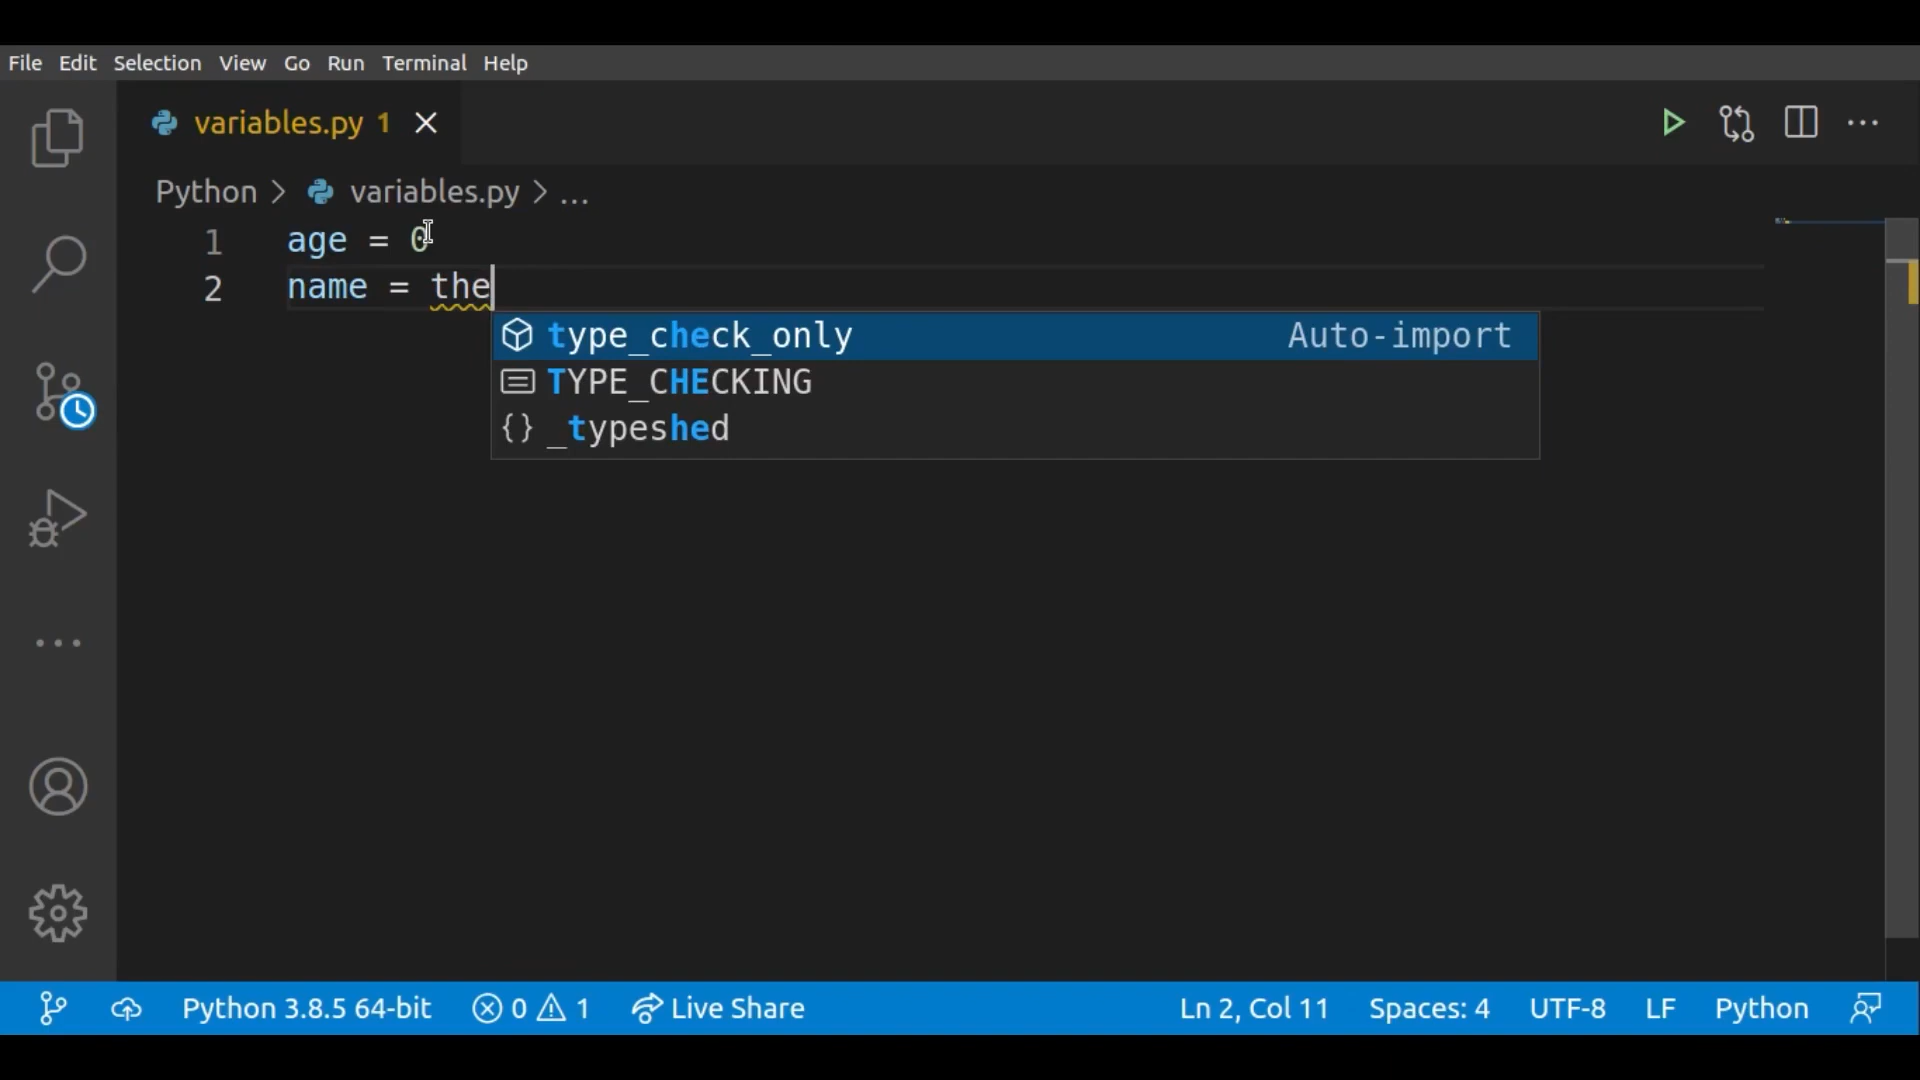 File Edit Selection View Go Run Terminal Help
variables.py 1
Python > variables.py > ...
1 age = 0
2 name = the
type_check_only Auto-import
TYPE_CHECKING
{} _typeshed
Python 3.8.5 64-bit 0 1 Live Share Ln 2, Col 11 Spaces: 4 UTF-8 LF Python